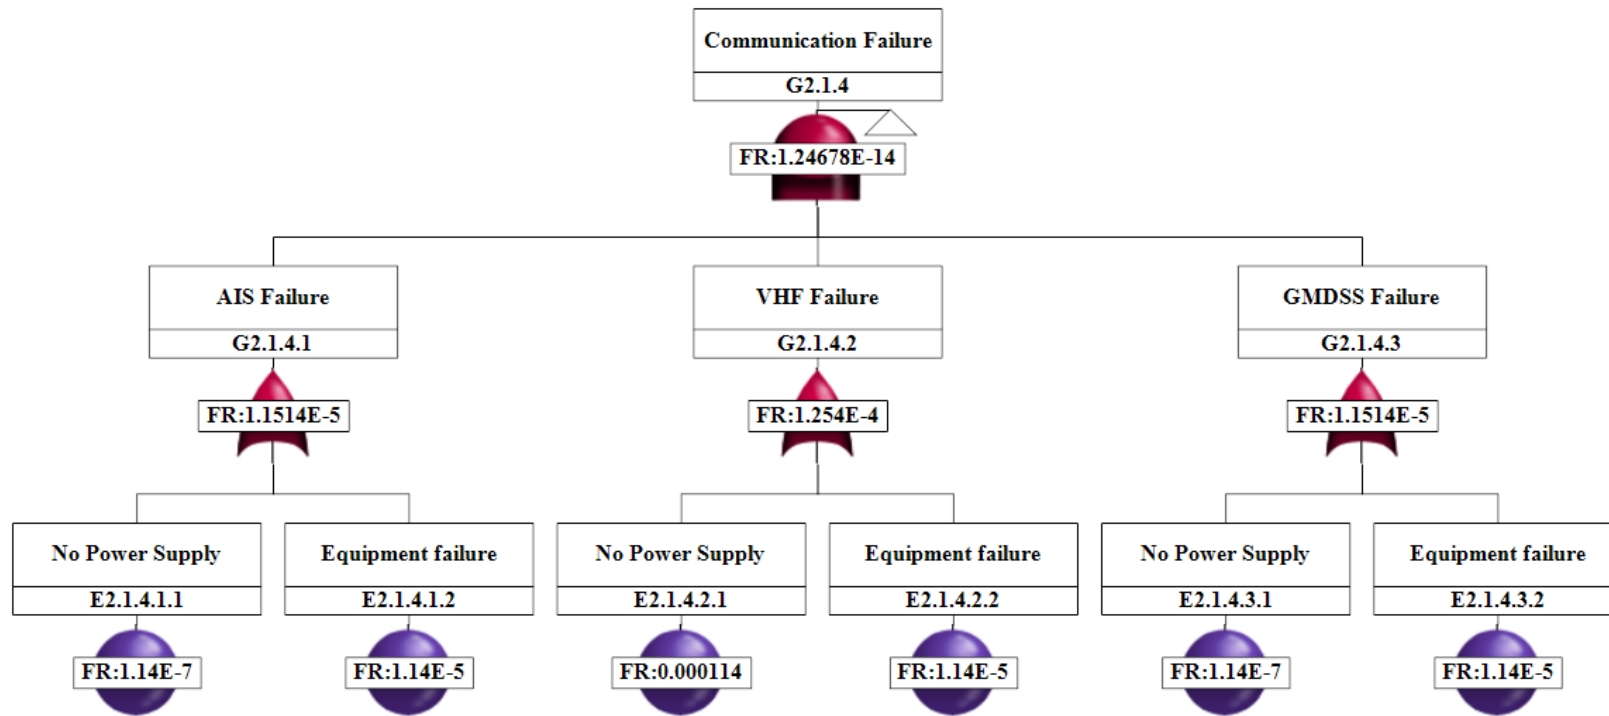 Communication Failure
G2.1.4
FR:1.24678E-14
AIS Failure
G2.1.4.1
FR:1.1514E-5
VHF Failure
G2.1.4.2
FR:1.254E-4
GMDSS Failure
G2.1.4.3
FR:1.1514E-5
No Power Supply
E2.1.4.1.1
FR:1.14E-7
Equipment failure
E2.1.4.1.2
FR:1.14E-5
No Power Supply
E2.1.4.2.1
FR:0.000114
Equipment failure
E2.1.4.2.2
FR:1.14E-5
No Power Supply
E2.1.4.3.1
FR:1.14E-7
Equipment failure
E2.1.4.3.2
FR:1.14E-5